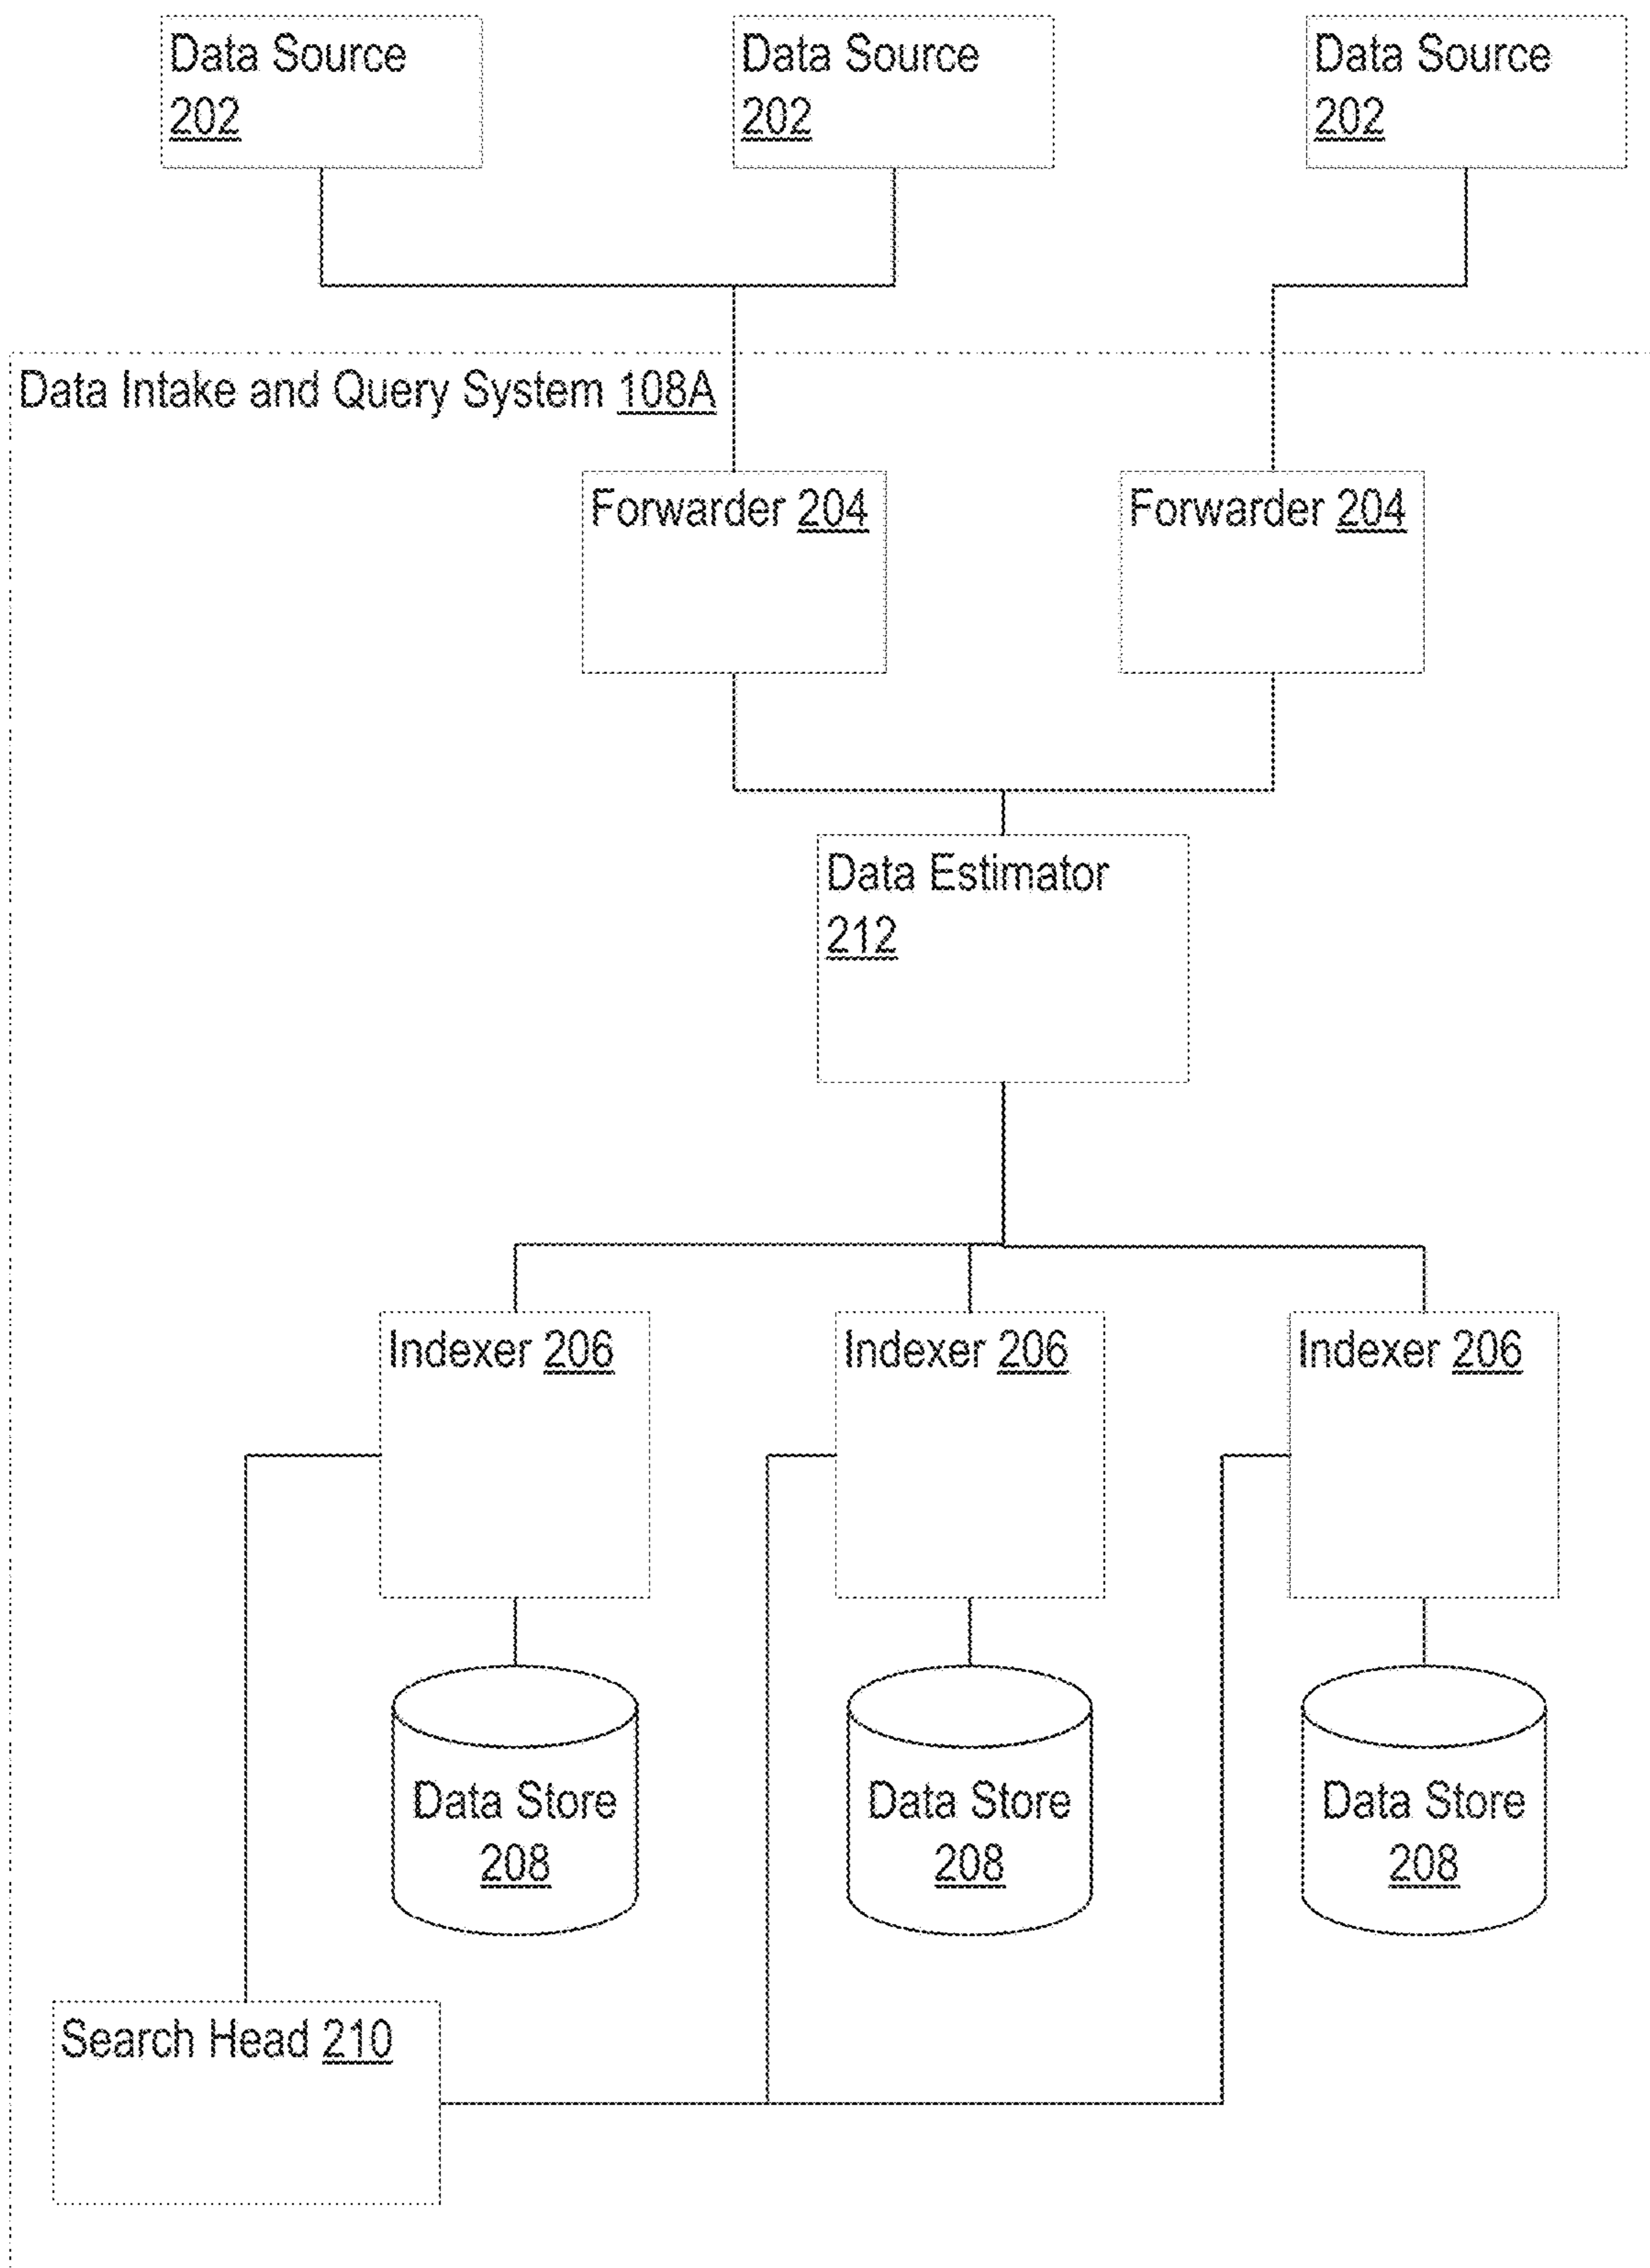 Data Source
202
Data Source
202
Data Source
202
Data Intake and Query System 108A
Forwarder 204
Forwarder 204
Data Estimator
212
Indexer 206
Indexer 206
Indexer 206
Data Store
208
Data Store
208
Data Store
208
Search Head 210